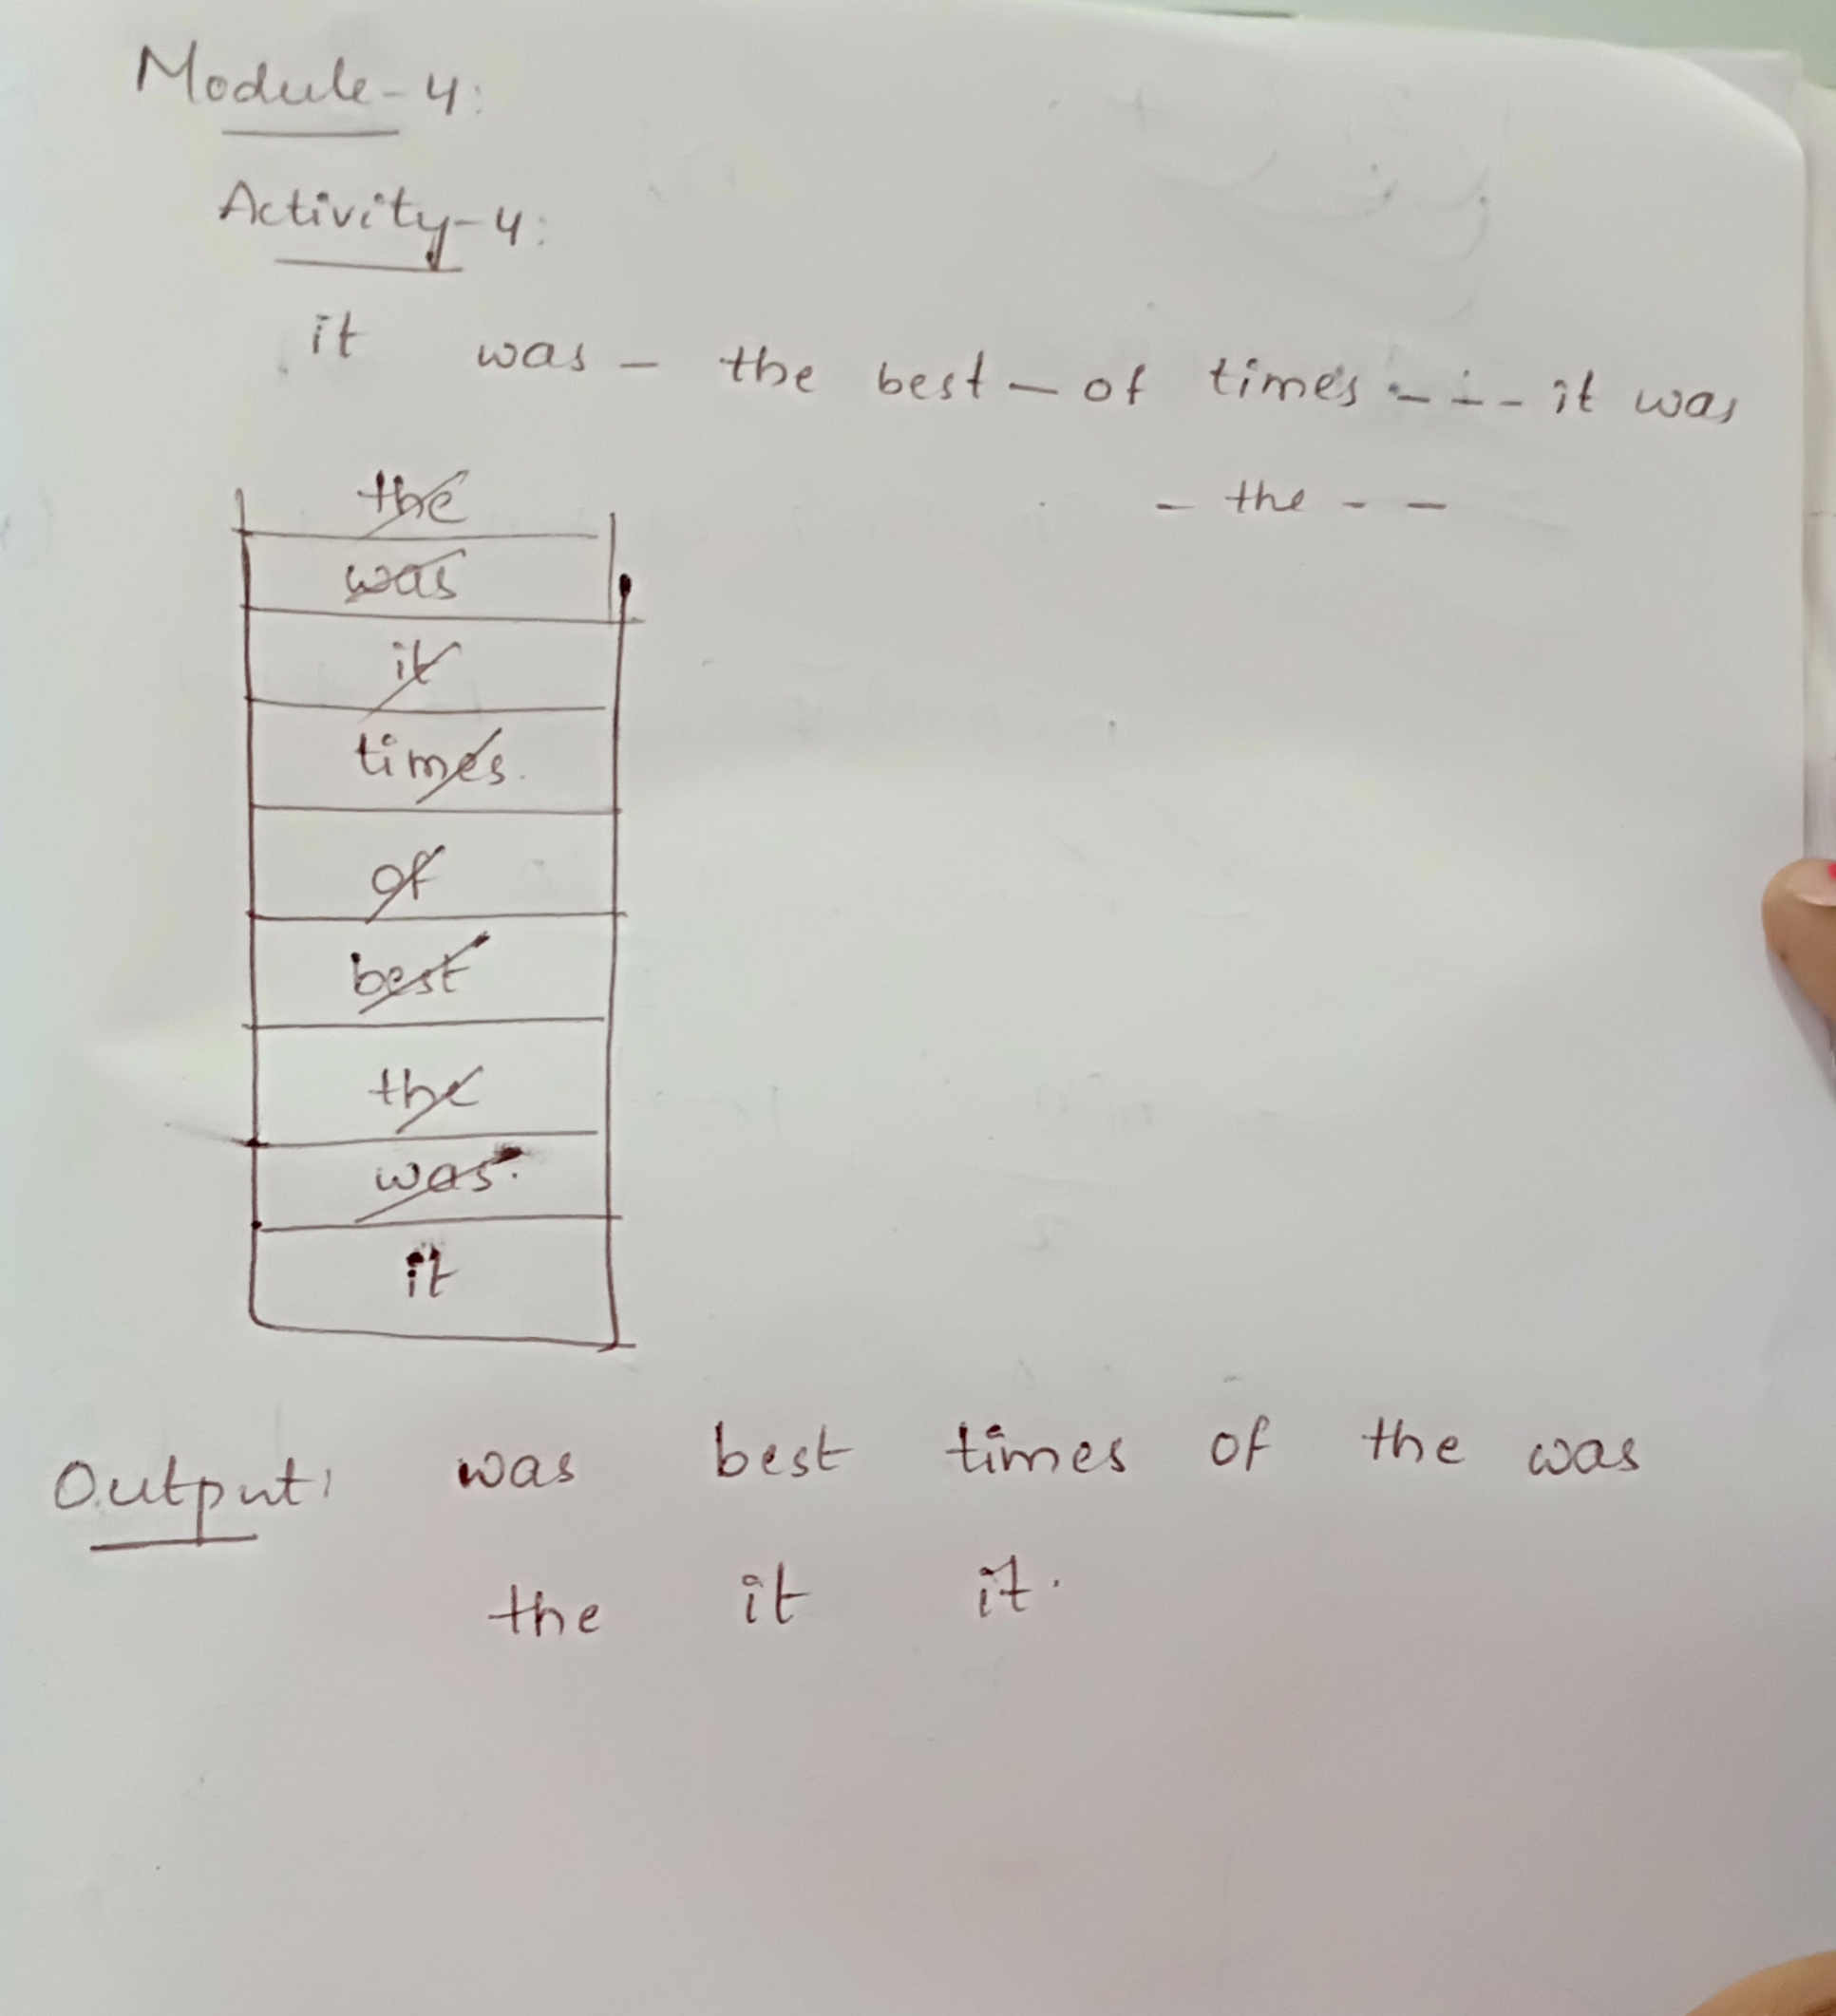 Module-4:
Activity-4:
it was - the best - of times - - - it was
- the - -
the
was
it
times.
of
best
the
was.
it
Output: was best times of the was
the it it.